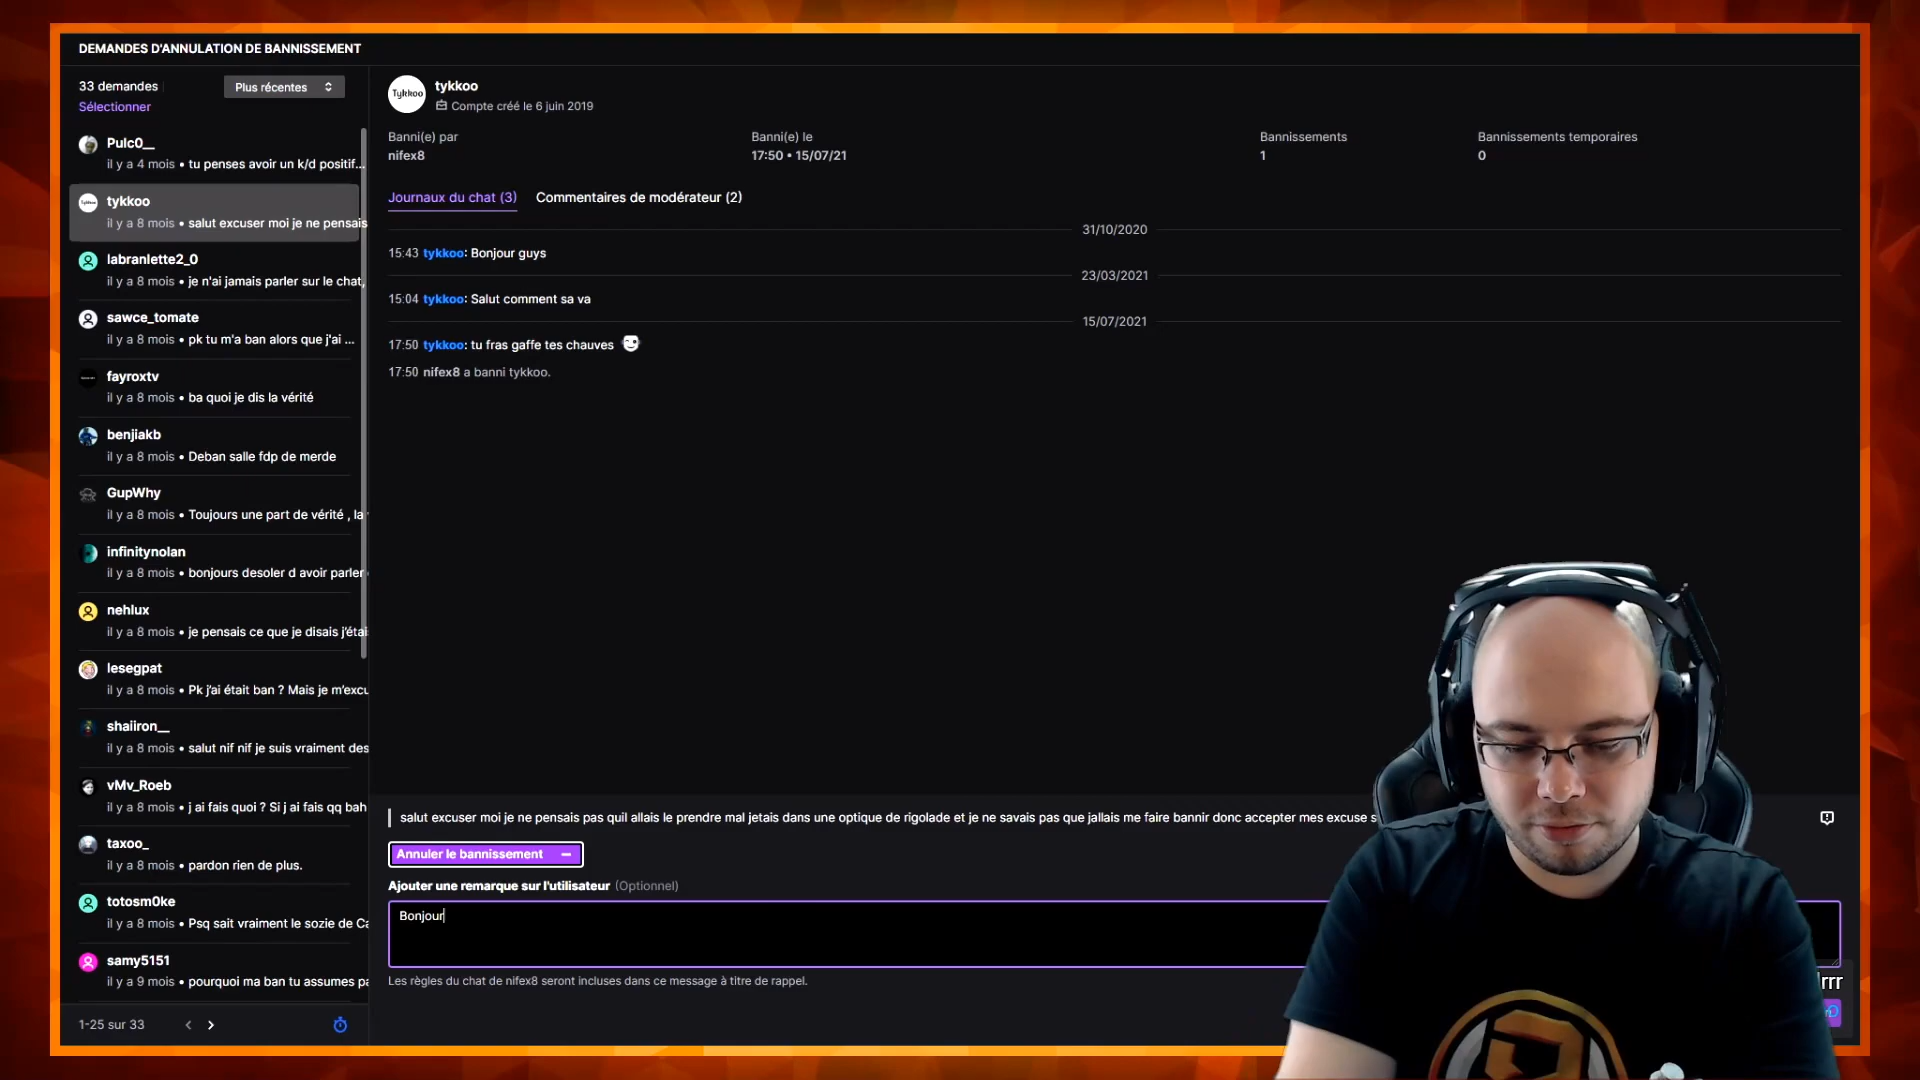 DEMANDES D'ANNULATION DE BANNISSEMENT
33 demandes
Plus récentes
Sélectionner
Pulc0__
il y a 4 mois • tu penses avoir un k/d positif...
tykkoo
il y a 8 mois • salut excuser moi je ne pensais
labranlette2_0
il y a 8 mois • je n'ai jamais parler sur le chat,
sawce_tomate
il y a 8 mois • pk tu m'a ban alors que j'ai ...
fayroxtv
il y a 8 mois • ba quoi je dis la vérité
benjiakb
il y a 8 mois • Deban salle fdp de merde
GupWhy
il y a 8 mois • Toujours une part de vérité , la
infinitynolan
il y a 8 mois • bonjours desoler d avoir parler
nehlux
il y a 8 mois • je pensais ce que je disais j'étai
lesegpat
il y a 8 mois • Pk j'ai était ban ? Mais je m'excu
shaiiron__
il y a 8 mois • salut nif nif je suis vraiment des
vMv_Roeb
il y a 8 mois • j ai fais quoi ? Si j ai fais qq bah
taxoo_
il y a 8 mois • pardon rien de plus.
totosm0ke
il y a 8 mois • Psq sait vraiment le sozie de Ca
samy5151
il y a 9 mois • pourquoi ma ban tu assumes pa
1-25 sur 33
Tykkoo
tykkoo
Compte créé le 6 juin 2019
Banni(e) par
nifex8
Banni(e) le
17:50 • 15/07/21
Bannissements
1
Bannissements temporaires
0
Journaux du chat (3)
Commentaires de modérateur (2)
31/10/2020
15:43 tykkoo: Bonjour guys
23/03/2021
15:04 tykkoo: Salut comment sa va
15/07/2021
17:50 tykkoo: tu fras gaffe tes chauves
17:50 nifex8 a banni tykkoo.
salut excuser moi je ne pensais pas quil allais le prendre mal jetais dans une optique de rigolade et je ne savais pas que jallais me faire bannir donc accepter mes excuse s
Annuler le bannissement
Ajouter une remarque sur l'utilisateur (Optionnel)
Bonjour
Les règles du chat de nifex8 seront incluses dans ce message à titre de rappel.
rrr